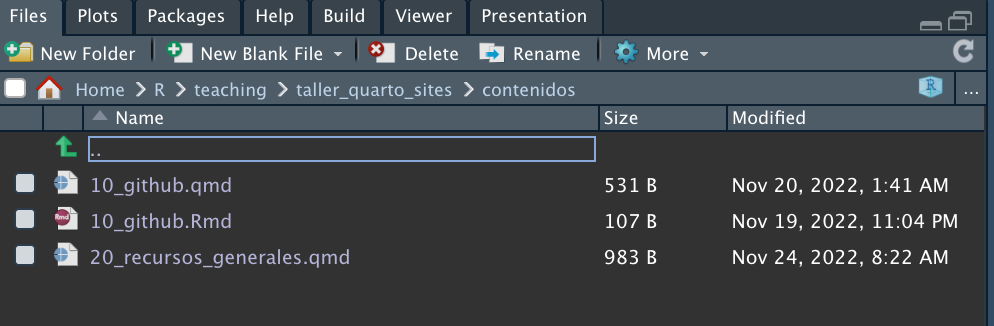 Files Plots Packages Help Build Viewer Presentation
New Folder New Blank File Delete Rename More
Home R teaching taller_quarto_sites contenidos R ...
Name Size Modified
..
10_github.qmd 531 B Nov 20, 2022, 1:41 AM
Rmd 10_github.Rmd 107 B Nov 19, 2022, 11:04 PM
20_recursos_generales.qmd 983 B Nov 24, 2022, 8:22 AM